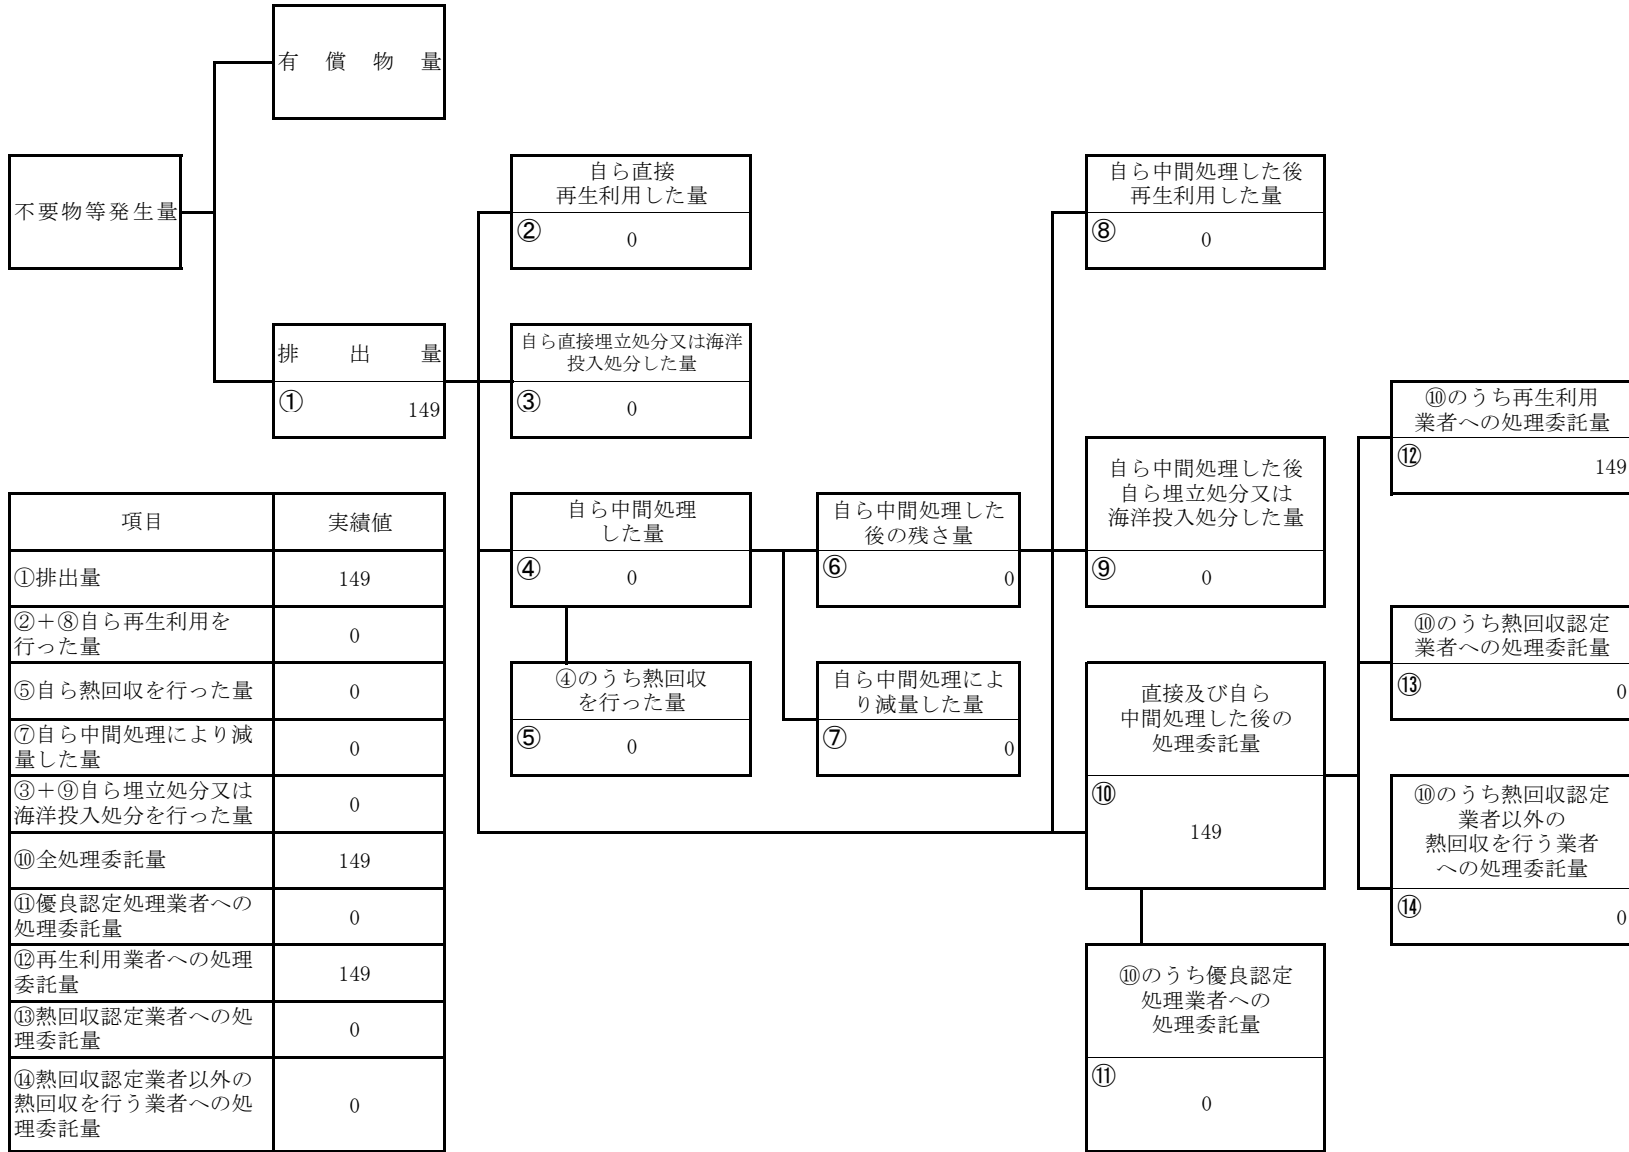 有償物量
不要物等発生量
排出量
① 149
自ら直接
再生利用した量
② 0
自ら直接埋立処分又は海洋
投入処分した量
③ 0
自ら中間処理
した量
④ 0
④のうち熱回収
を行った量
⑤ 0
自ら中間処理した
後の残さ量
⑥ 0
自ら中間処理によ
り減量した量
⑦ 0
自ら中間処理した後
再生利用した量
⑧ 0
自ら中間処理した後
自ら埋立処分又は
海洋投入処分した量
⑨ 0
直接及び自ら
中間処理した後の
処理委託量
⑩
149
⑩のうち優良認定
処理業者への
処理委託量
⑪
0
⑩のうち再生利用
業者への処理委託量
⑫ 149
⑩のうち熱回収認定
業者への処理委託量
⑬ 0
⑩のうち熱回収認定
業者以外の
熱回収を行う業者
への処理委託量
⑭ 0
項目 実績値
①排出量 149
②+⑧自ら再生利用を
行った量 0
⑤自ら熱回収を行った量 0
⑦自ら中間処理により減
量した量 0
③+⑨自ら埋立処分又は
海洋投入処分を行った量 0
⑩全処理委託量 149
⑪優良認定処理業者への
処理委託量 0
⑫再生利用業者への処理
委託量 149
⑬熱回収認定業者への処
理委託量 0
⑭熱回収認定業者以外の
熱回収を行う業者への処 0
理委託量